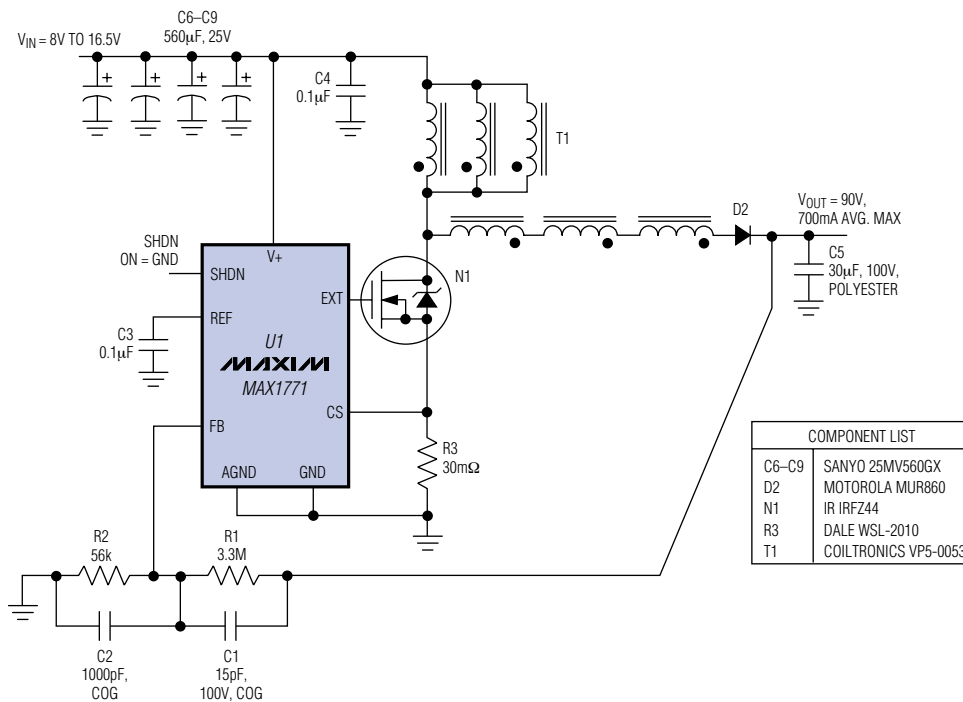 C6–C9
560µF, 25V
VIN = 8V TO 16.5V
+
+
+
+
C4
0.1µF
T1
VOUT = 90V,
700mA AVG. MAX
D2
C5
30µF, 100V,
POLYESTER
SHDN
ON = GND
V+
SHDN
EXT
N1
REF
U1
MAXIM
MAX1771
C3
0.1µF
CS
FB
R3
30mΩ
AGND
GND
COMPONENT LIST
C6–C9 SANYO 25MV560GX
D2 MOTOROLA MUR860
N1 IR IRFZ44
R3 DALE WSL-2010
T1 COILTRONICS VP5-0053
R2
56k
R1
3.3M
C2
1000pF,
COG
C1
15pF,
100V, COG